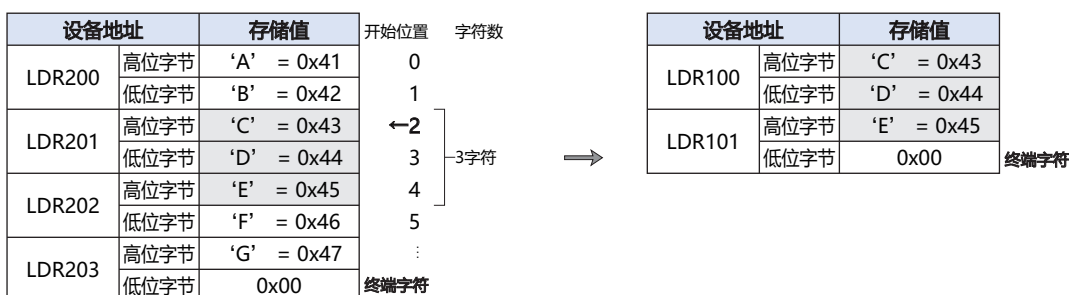 设备地址 存储值 开始位置 字符数
LDR200 高位字节 ‘A’ = 0x41 0
低位字节 ‘B’ = 0x42 1
LDR201 高位字节 ‘C’ = 0x43 ←2
低位字节 ‘D’ = 0x44 3 3字符
LDR202 高位字节 ‘E’ = 0x45 4
低位字节 ‘F’ = 0x46 5
LDR203 高位字节 ‘G’ = 0x47 ⋮
低位字节 0x00 终端字符
设备地址 存储值
LDR100 高位字节 ‘C’ = 0x43
低位字节 ‘D’ = 0x44
LDR101 高位字节 ‘E’ = 0x45
低位字节 0x00 终端字符